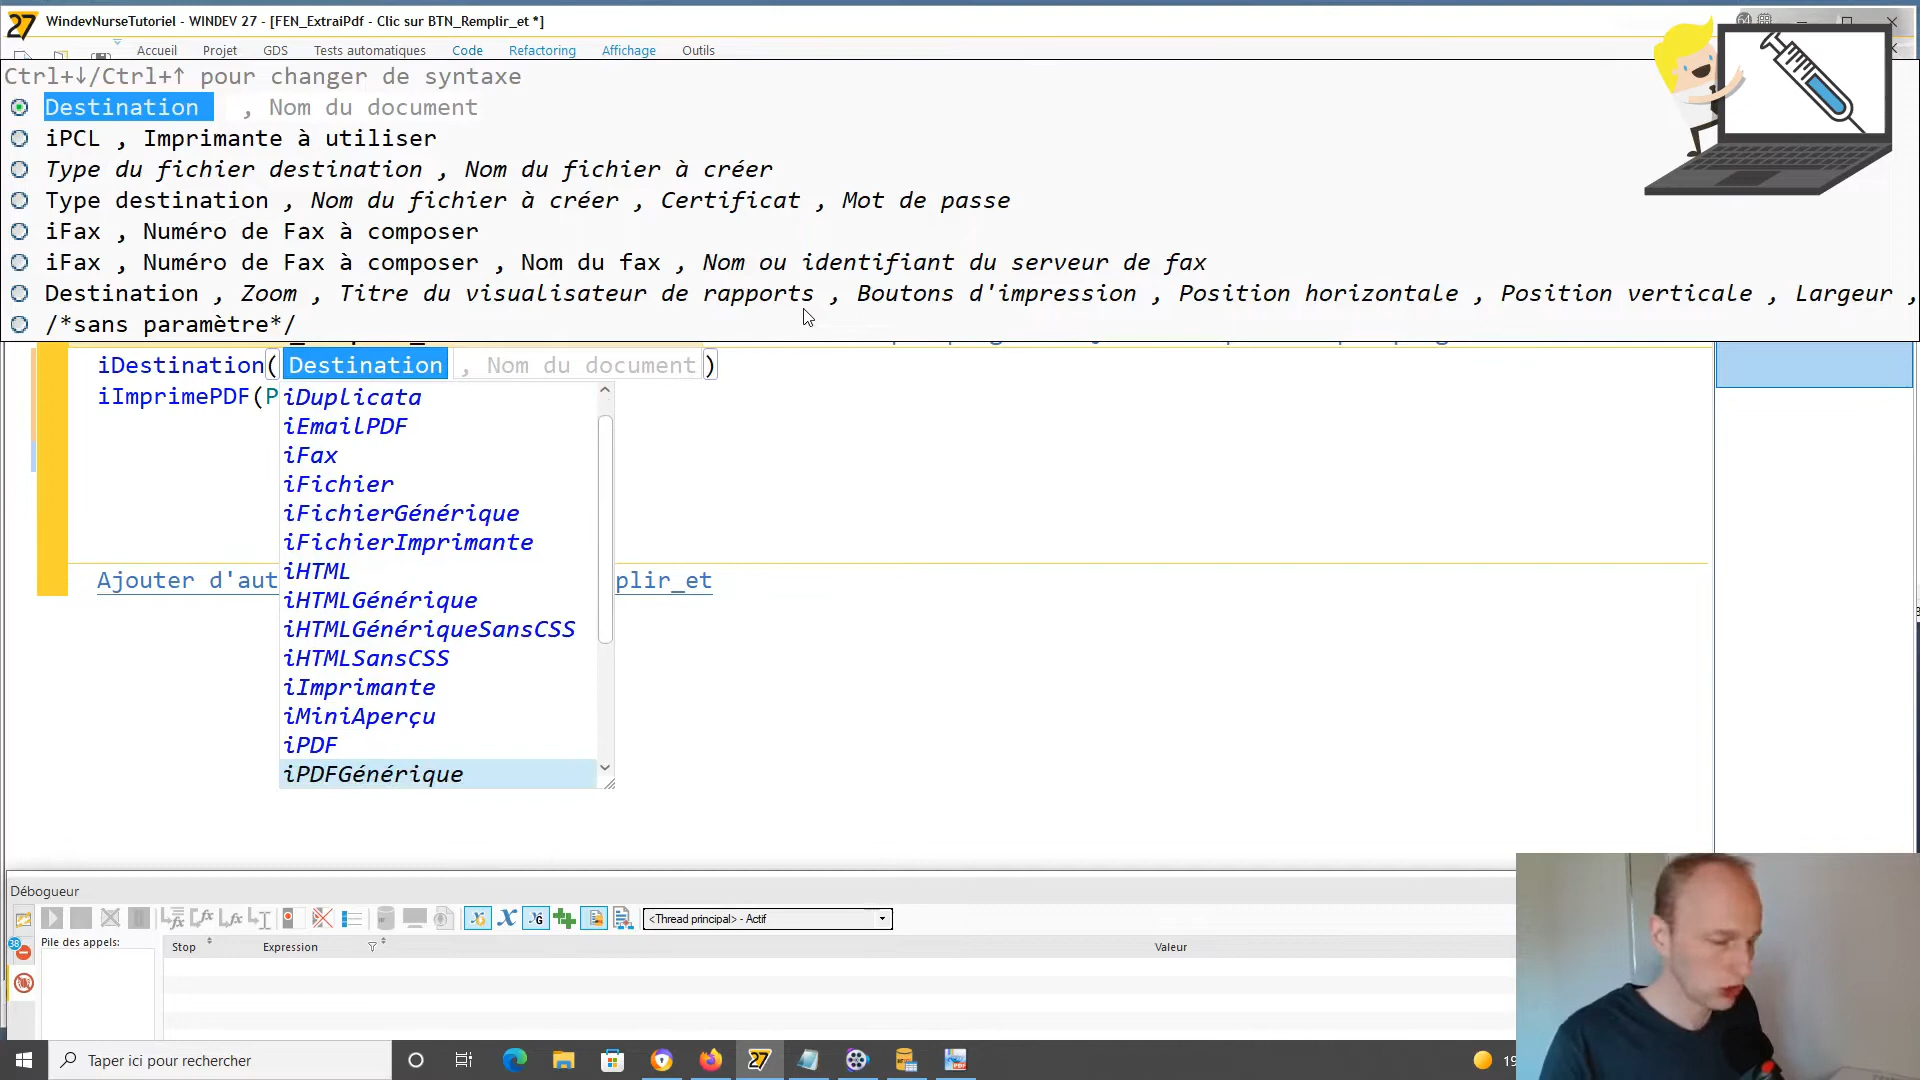 27 WindevNurseTutoriel - WINDEV 27 - [FEN_ExtraiPdf - Clic sur BTN_Remplir_et *]
Accueil Projet GDS Tests automatiques Code Refactoring Affichage Outils
Ctrl+↓/Ctrl+↑ pour changer de syntaxe
Destination , Nom du document
iPCL , Imprimante à utiliser
Type du fichier destination , Nom du fichier à créer
Type destination , Nom du fichier à créer , Certificat , Mot de passe
iFax , Numéro de Fax à composer
iFax , Numéro de Fax à composer , Nom du fax , Nom ou identifiant du serveur de fax
Destination , Zoom , Titre du visualisateur de rapports , Boutons d'impression , Position horizontale , Position verticale , Largeur ,
/*sans paramètre*/
iDestination( Destination , Nom du document )
iImprimePDF(P
iDuplicata
iEmailPDF
iFax
iFichier
iFichierGénérique
iFichierImprimante
iHTML
iHTMLGénérique
iHTMLGénériqueSansCSS
iHTMLSansCSS
iImprimante
iMiniAperçu
iPDF
iPDFGénérique
Ajouter d'aut plir_et
Débogueur
<Thread principal> - Actif
38 Pile des appels: Stop Expression Valeur
Taper ici pour rechercher
27
19